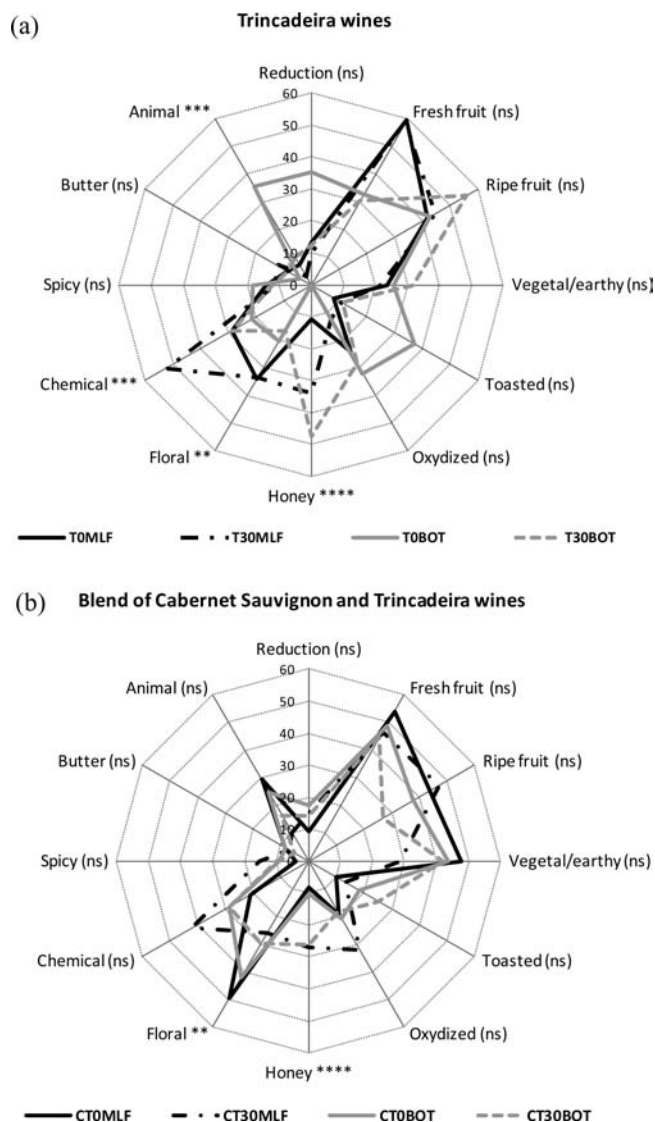 (a)
Trincadeira wines
Reduction (ns)
Animal ***
Fresh fruit (ns)
Butter (ns)
Ripe fruit (ns)
Spicy (ns)
Vegetal/earthy (ns)
Chemical ***
Toasted (ns)
Floral **
Oxydized (ns)
Honey ****
60
50
40
30
20
10
0
T0MLF T30MLF T0BOT T30BOT
(b)
Blend of Cabernet Sauvignon and Trincadeira wines
Reduction (ns)
Animal (ns)
Fresh fruit (ns)
Butter (ns)
Ripe fruit (ns)
Spicy (ns)
Vegetal/earthy (ns)
Chemical (ns)
Toasted (ns)
Floral **
Oxydized (ns)
Honey ****
60
50
40
30
20
10
0
CT0MLF CT30MLF CT0BOT CT30BOT